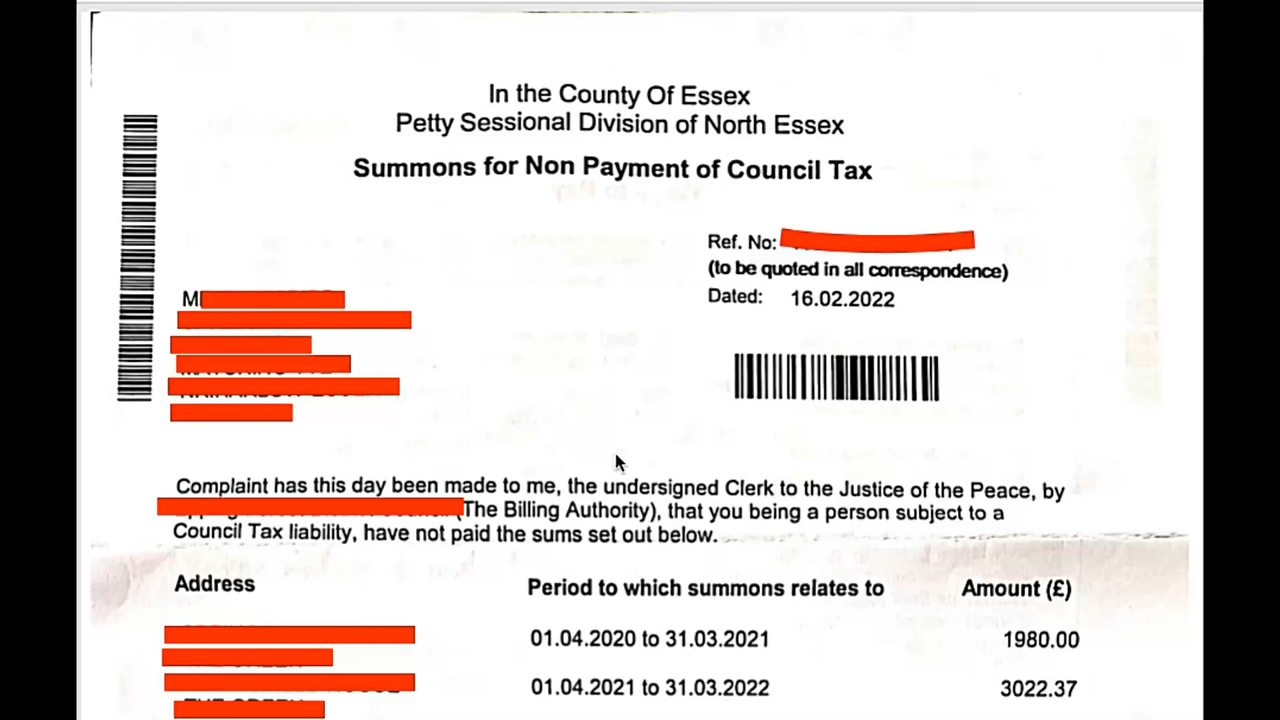 In the County Of Essex
Petty Sessional Division of North Essex
Summons for Non Payment of Council Tax
Ref. No:
(to be quoted in all correspondence)
Dated: 16.02.2022
Complaint has this day been made to me, the undersigned Clerk to the Justice of the Peace, by
(The Billing Authority), that you being a person subject to a
Council Tax liability, have not paid the sums set out below.
Address Period to which summons relates to Amount (£)
01.04.2020 to 31.03.2021 1980.00
01.04.2021 to 31.03.2022 3022.37